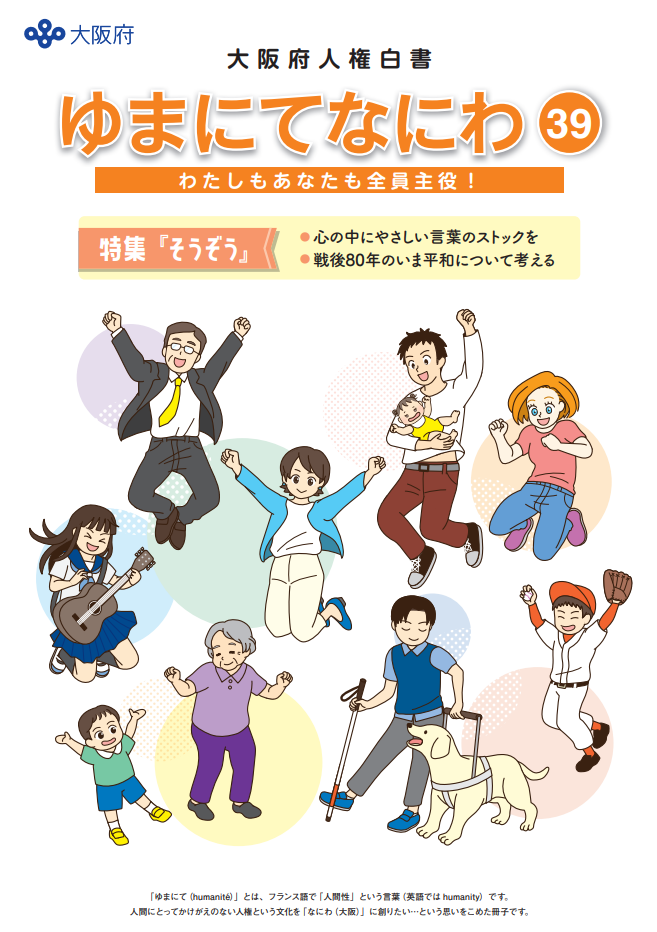 大阪府
大阪府人権白書
ゆまにてなにわ 39
わたしもあなたも全員主役！
特集『そうぞう』
●心の中にやさしい言葉のストックを
●戦後80年のいま平和について考える
「ゆまにて（humanité）」とは、フランス語で「人間性」という言葉（英語では humanity）です。
人間にとってかけがえのない人権という文化を「なにわ（大阪）」に創りたい…という思いをこめた冊子です。